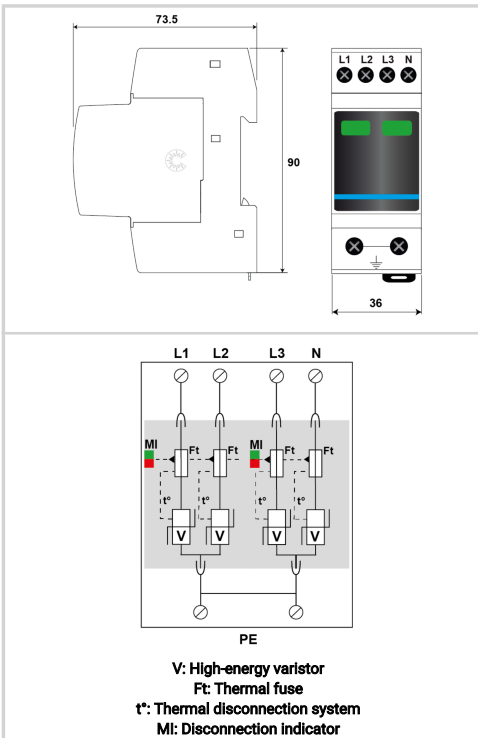 73.5
90
L1 L2 L3 N
36
L1 L2 L3 N
MI Ft Ft MI Ft Ft
t° t° t° t°
V V V V
PE
V: High-energy varistor
Ft: Thermal fuse
t°: Thermal disconnection system
MI: Disconnection indicator